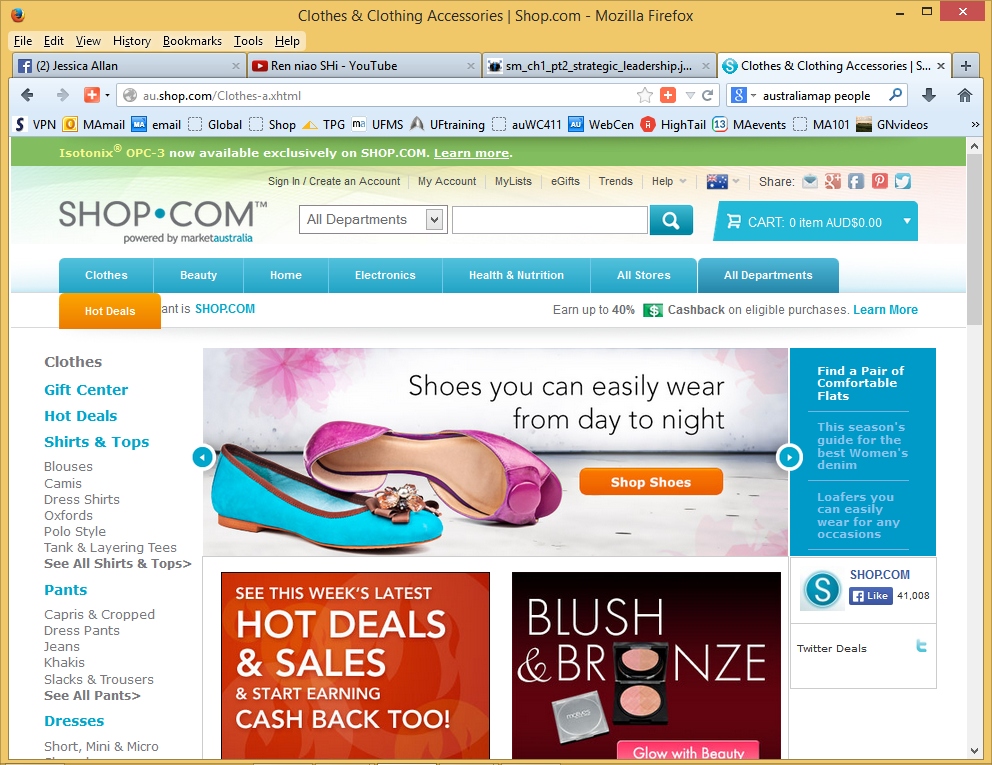 Clothes & Clothing Accessories | Shop.com - Mozilla Firefox
File Edit View History Bookmarks Tools Help
(2) Jessica Allan
Ren niao SHi - YouTube
sm_ch1_pt2_strategic_leadership.j...
Clothes & Clothing Accessories | S...
au.shop.com/Clothes-a.xhtml
australiamap people
VPN MAmail email Global Shop TPG UFMS UFtraining auWC411 WebCen HighTail MAevents MA101 GNvideos »
Isotonix® OPC-3 now available exclusively on SHOP.COM. Learn more.
Sign In / Create an Account My Account MyLists eGifts Trends Help Share:
SHOP•COM™
powered by marketaustralia
All Departments
CART: 0 item AUD$0.00
Clothes Beauty Home Electronics Health & Nutrition All Stores All Departments
Hot Deals
ant is SHOP.COM
Earn up to 40% $ Cashback on eligible purchases. Learn More
Clothes
Gift Center
Hot Deals
Shirts & Tops
Blouses
Camis
Dress Shirts
Oxfords
Polo Style
Tank & Layering Tees
See All Shirts & Tops>
Pants
Capris & Cropped
Dress Pants
Jeans
Khakis
Slacks & Trousers
See All Pants>
Dresses
Short, Mini & Micro
Shoes you can easily wear
from day to night
Shop Shoes
Find a Pair of
Comfortable
Flats
This season's
guide for the
best Women's
denim
Loafers you
can easily
wear for any
occasions
SEE THIS WEEK'S LATEST
HOT DEALS
& SALES
& START EARNING
CASH BACK TOO!
BLUSH
& BRONZE
motives
Glow with Beauty
S
SHOP.COM
Like 41,008
Twitter Deals